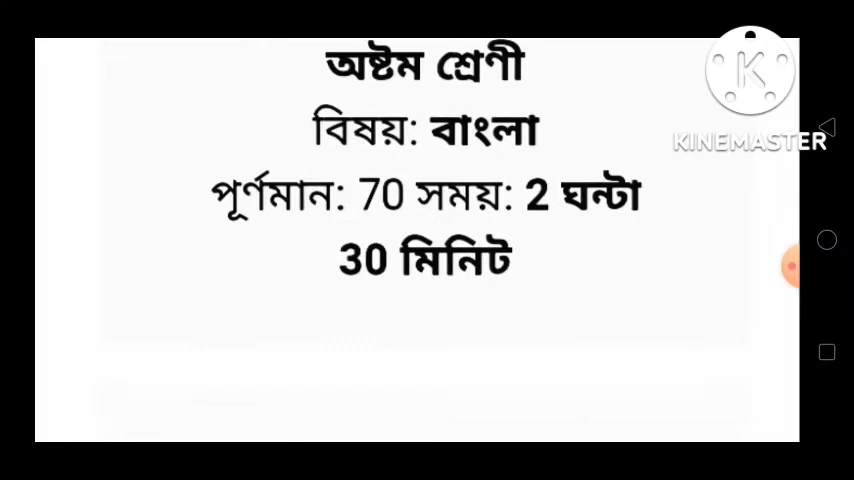 অষ্টম শ্রেণী
বিষয়: বাংলা
পূর্ণমান: 70 সময়: 2 ঘন্টা
30 মিনিট
K
KINEMASTER